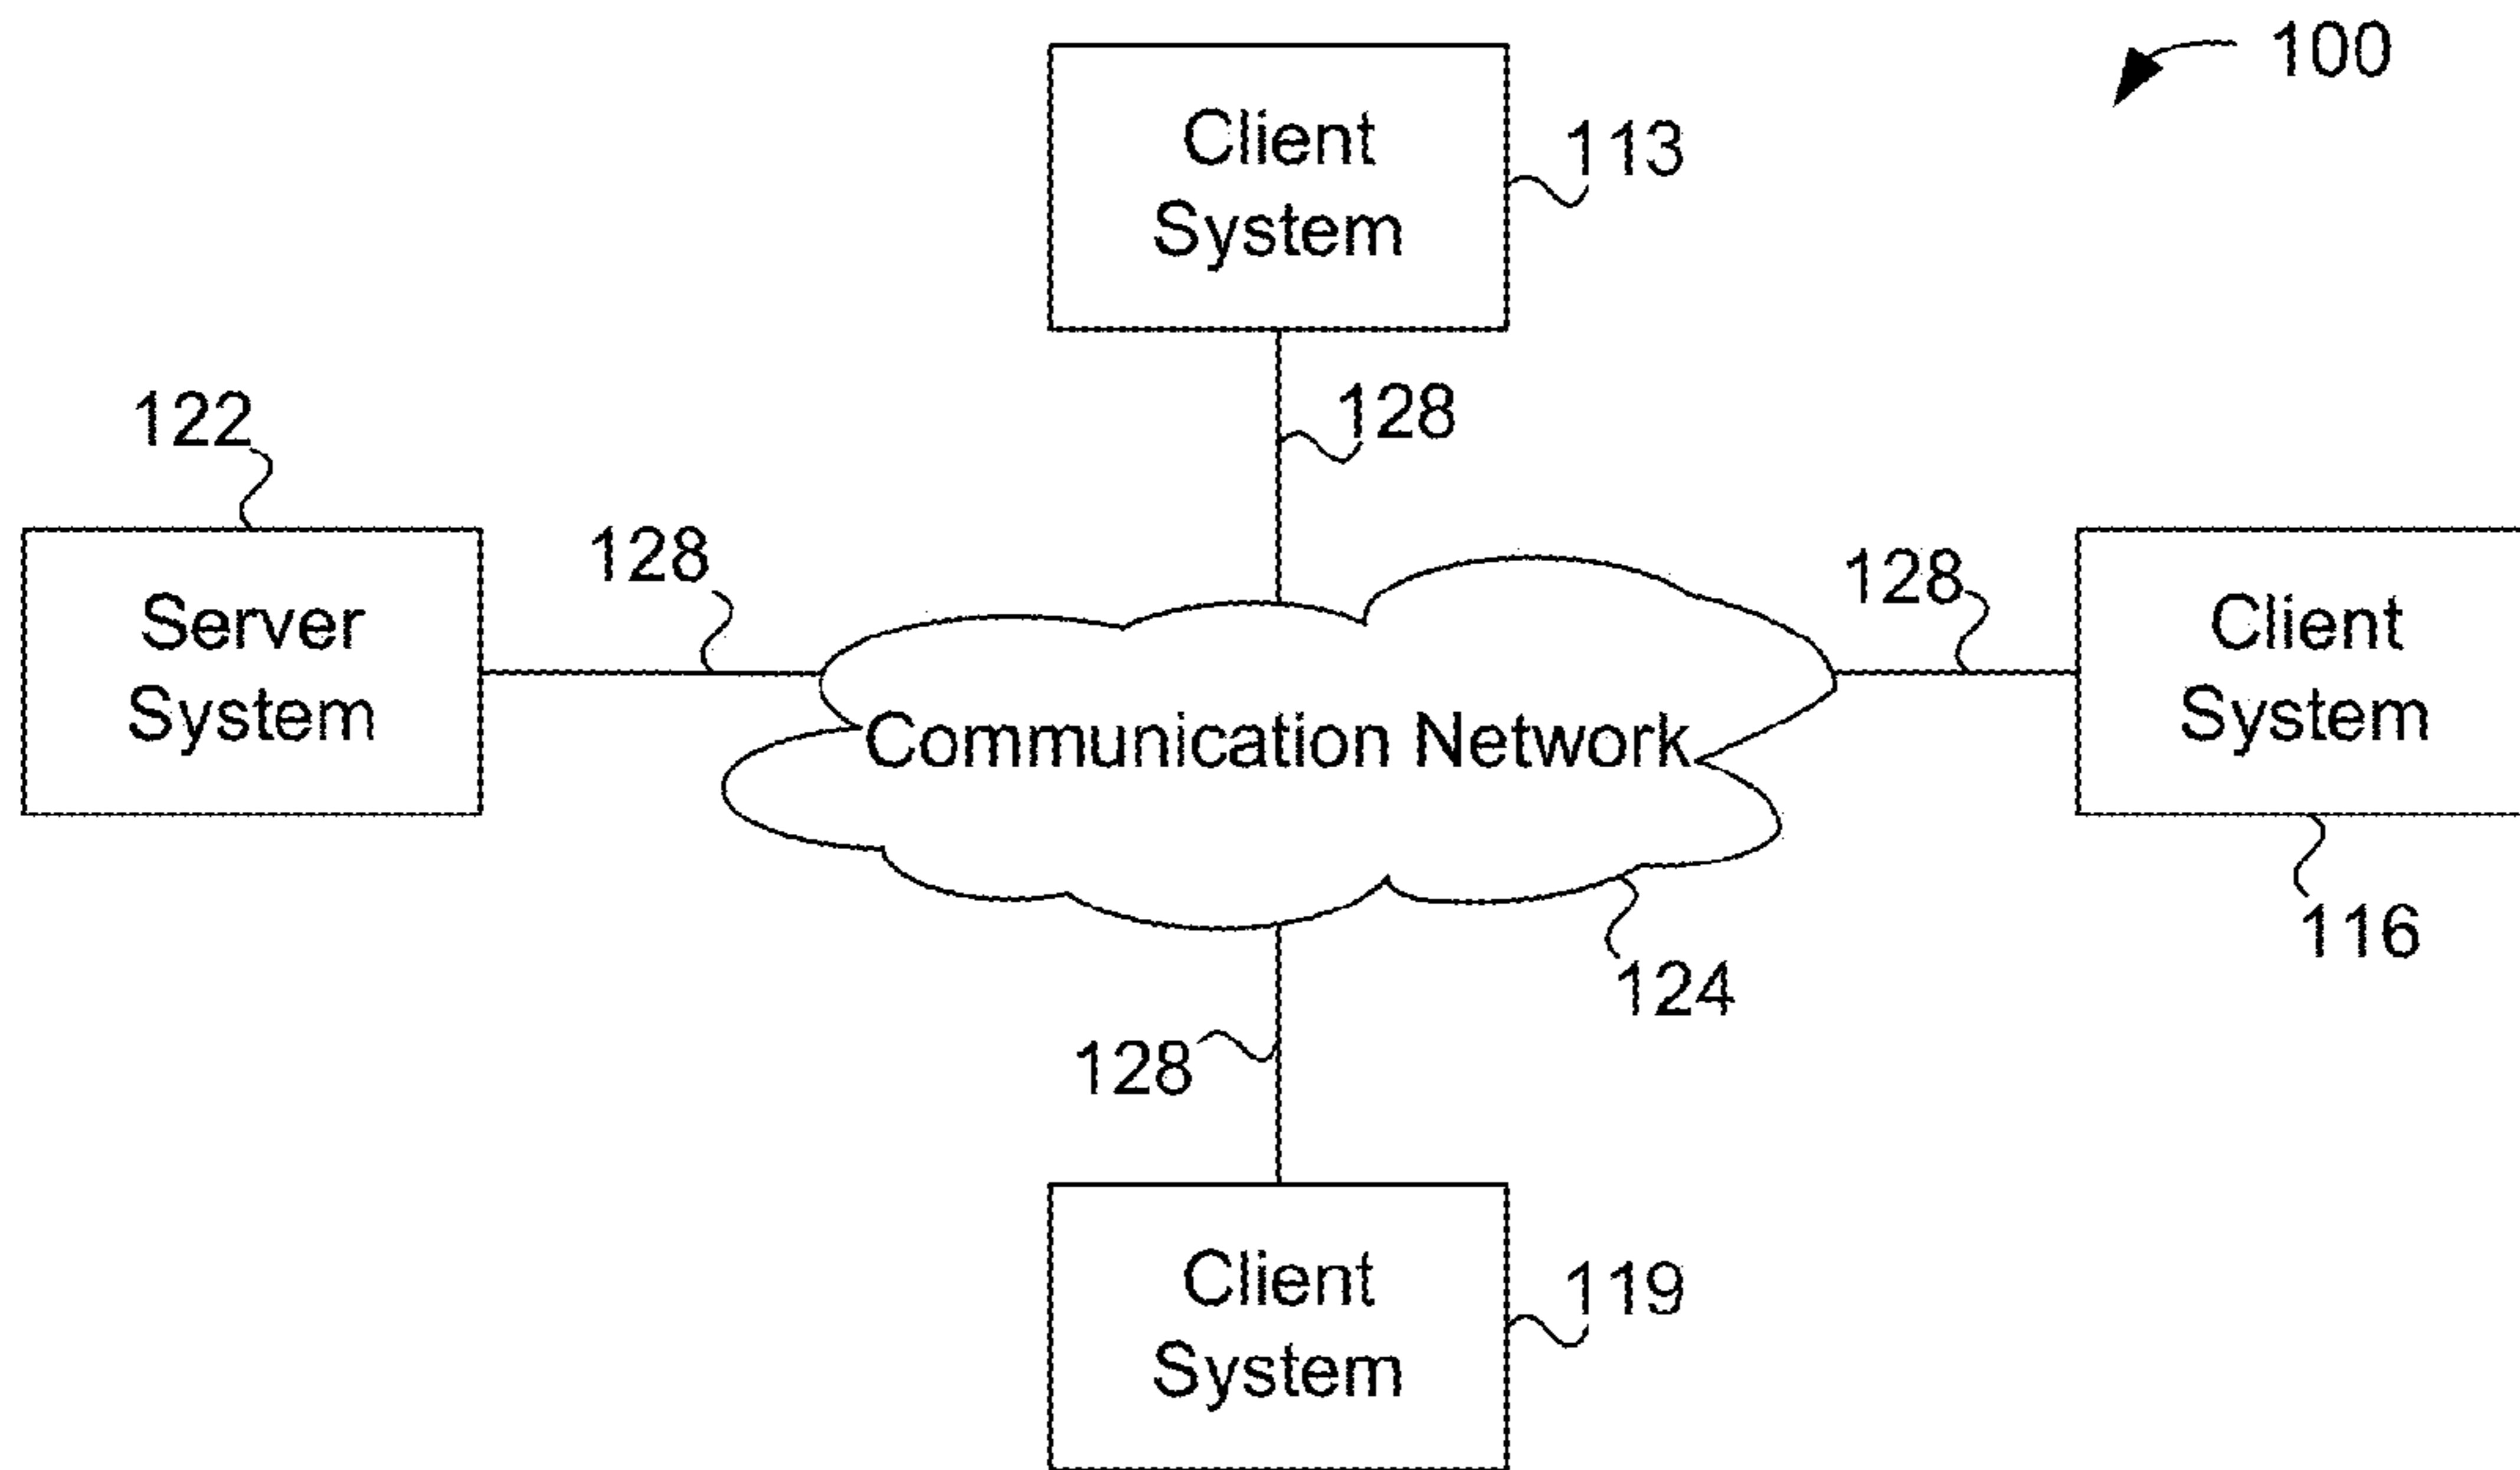 100
Client
System
113
128
122
Server
System
128
128
Client
System
Communication Network
116
124
128
Client
System
119